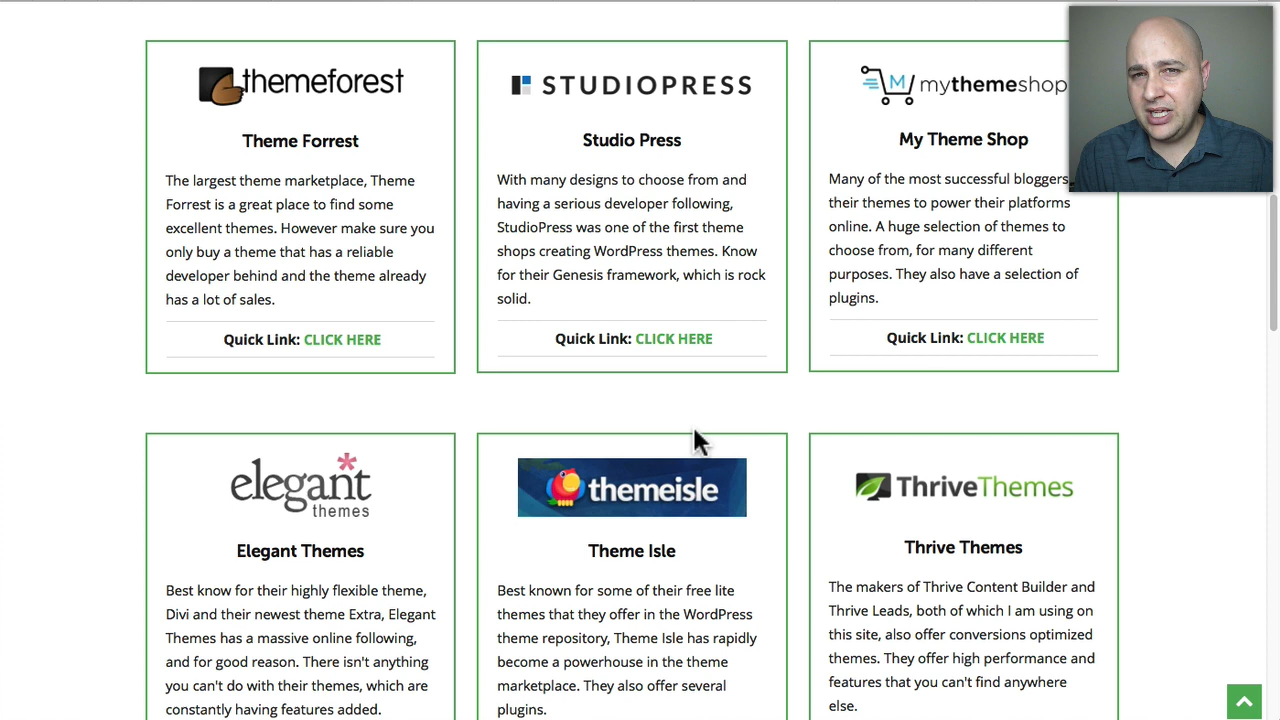 themeforest
Theme Forrest
The largest theme marketplace, Theme
Forrest is a great place to find some
excellent themes. However make sure you
only buy a theme that has a reliable
developer behind and the theme already
has a lot of sales.
Quick Link: CLICK HERE
STUDIOPRESS
Studio Press
With many designs to choose from and
having a serious developer following,
StudioPress was one of the first theme
shops creating WordPress themes. Know
for their Genesis framework, which is rock
solid.
Quick Link: CLICK HERE
M mythemeshop
My Theme Shop
Many of the most successful bloggers
their themes to power their platforms
online. A huge selection of themes to
choose from, for many different
purposes. They also have a selection of
plugins.
Quick Link: CLICK HERE
elegant
themes
Elegant Themes
Best know for their highly flexible theme,
Divi and their newest theme Extra, Elegant
Themes has a massive online following,
and for good reason. There isn't anything
you can't do with their themes, which are
constantly having features added.
themeisle
Theme Isle
Best known for some of their free lite
themes that they offer in the WordPress
theme repository, Theme Isle has rapidly
become a powerhouse in the theme
marketplace. They also offer several
plugins.
ThriveThemes
Thrive Themes
The makers of Thrive Content Builder and
Thrive Leads, both of which I am using on
this site, also offer conversions optimized
themes. They offer high performance and
features that you can't find anywhere
else.